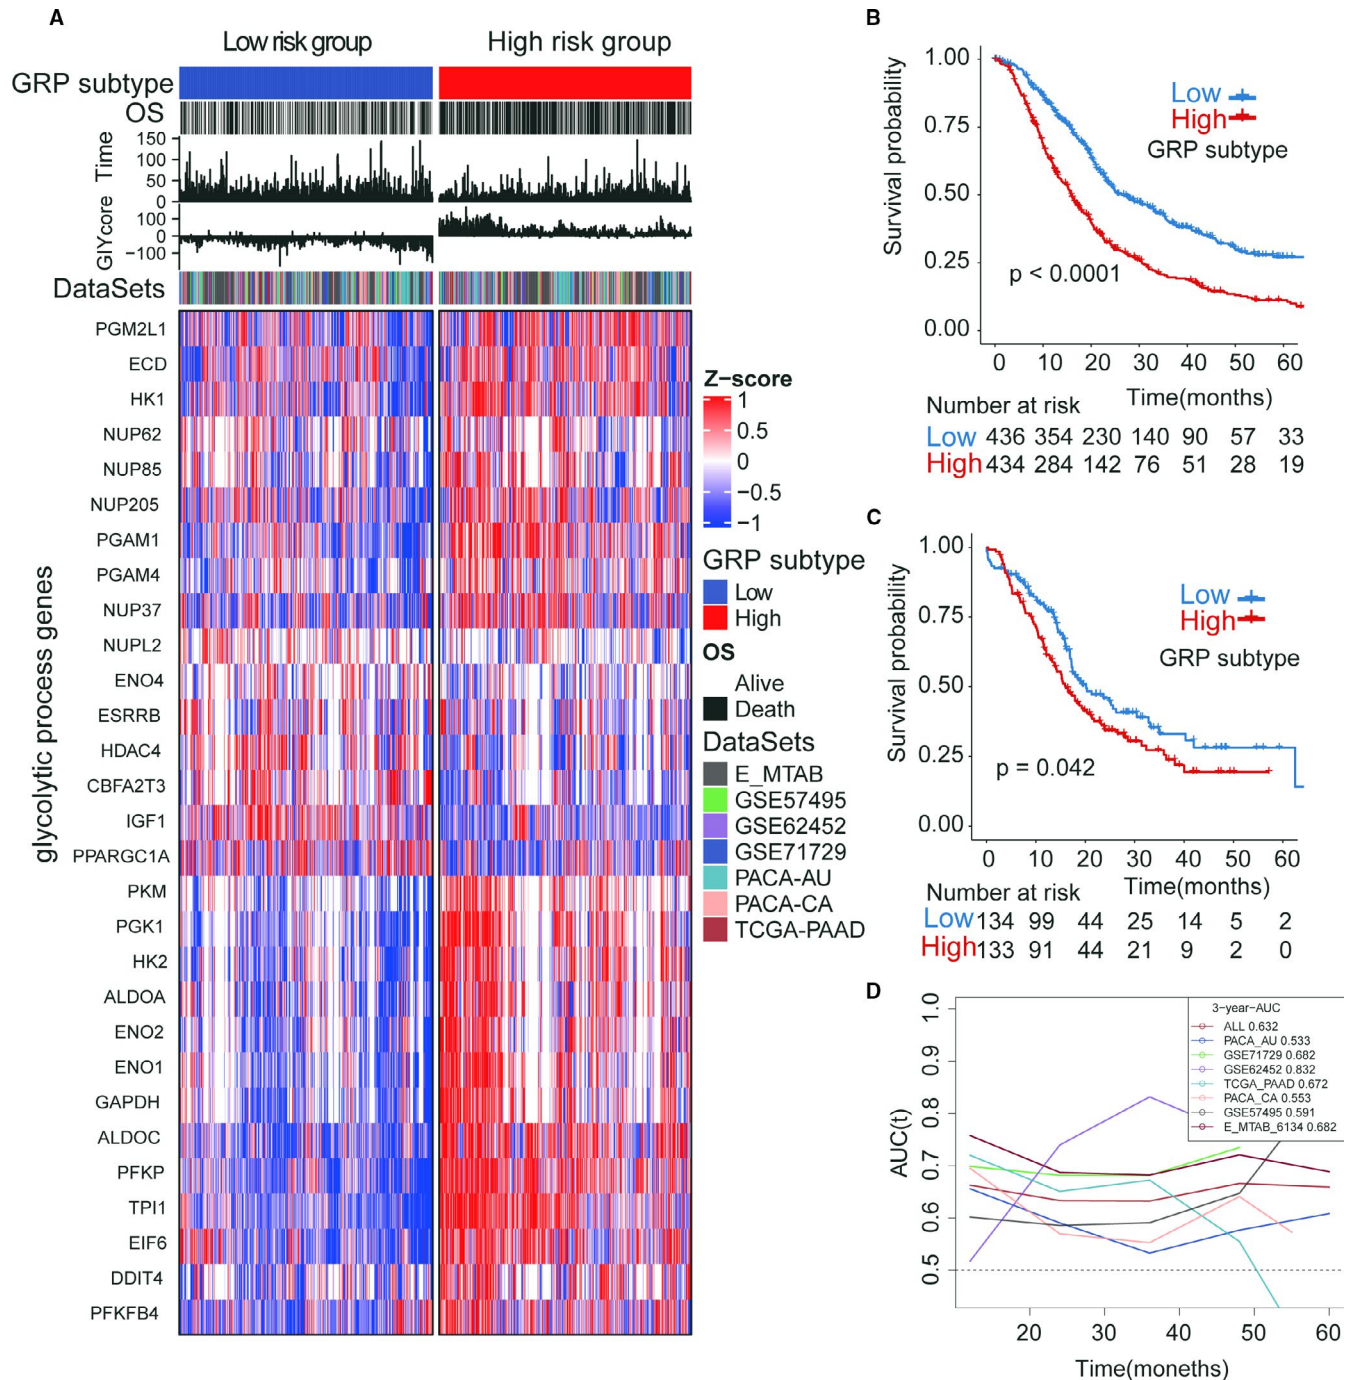 A
Low risk group
High risk group
GRP subtype
OS
Time
150
100
50
0
GlYcore
100
0
−100
DataSets
glycolytic process genes
PGM2L1
ECD
HK1
NUP62
NUP85
NUP205
PGAM1
PGAM4
NUP37
NUPL2
ENO4
ESRRB
HDAC4
CBFA2T3
IGF1
PPARGC1A
PKM
PGK1
HK2
ALDOA
ENO2
ENO1
GAPDH
ALDOC
PFKP
TPI1
EIF6
DDIT4
PFKFB4
Z−score
1
0.5
0
−0.5
−1
GRP subtype
Low
High
OS
Alive
Death
DataSets
E_MTAB
GSE57495
GSE62452
GSE71729
PACA-AU
PACA-CA
TCGA-PAAD
B
Survival probability
1.00
0.75
0.50
0.25
0.00
Low
High
GRP subtype
p < 0.0001
0 10 20 30 40 50 60
Time(months)
Number at risk
Low 436 354 230 140 90 57 33
High 434 284 142 76 51 28 19
C
Survival probability
1.00
0.75
0.50
0.25
0.00
Low
High
GRP subtype
p = 0.042
0 10 20 30 40 50 60
Time(months)
Number at risk
Low 134 99 44 25 14 5 2
High 133 91 44 21 9 2 0
D
AUC(t)
1.0
0.9
0.8
0.7
0.6
0.5
3−year−AUC
ALL 0.632
PACA_AU 0.533
GSE71729 0.682
GSE62452 0.832
TCGA_PAAD 0.672
PACA_CA 0.553
GSE57495 0.591
E_MTAB_6134 0.682
20 30 40 50 60
Time(moneths)